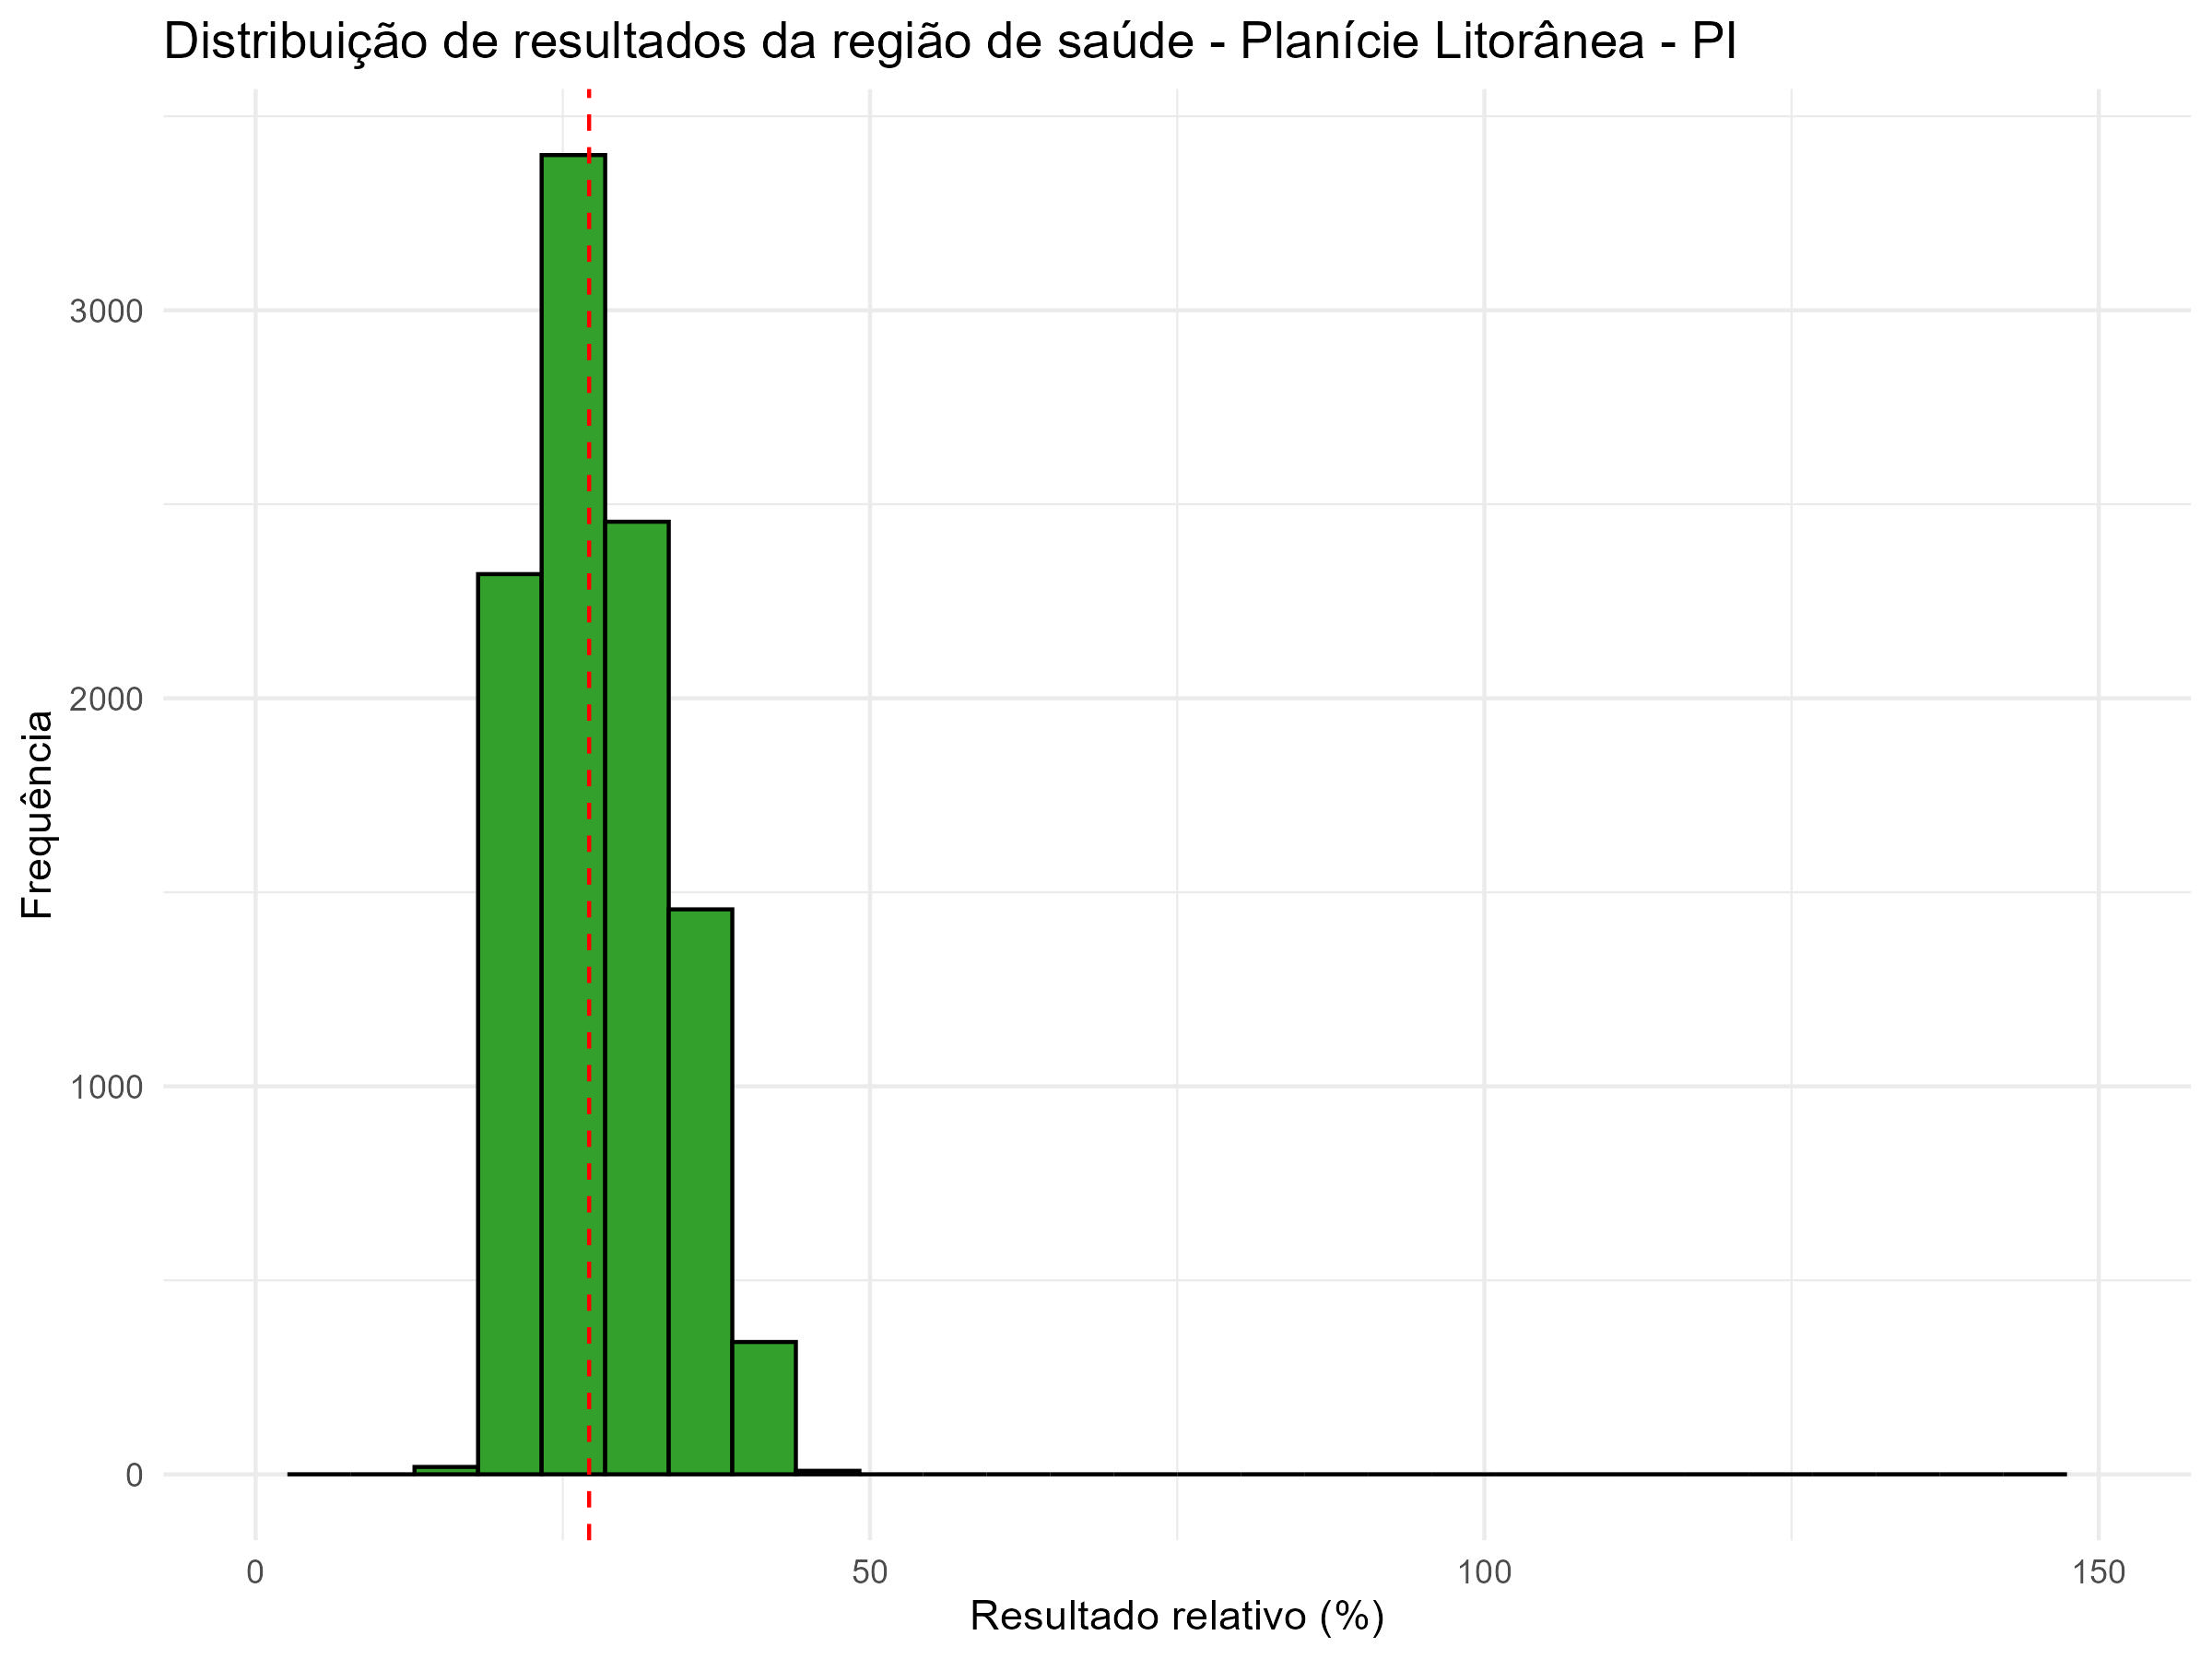 Distribuição de resultados da região de saúde - Planície Litorânea - PI
Frequência
3000
2000
1000
0
0 50 100 150
Resultado relativo (%)